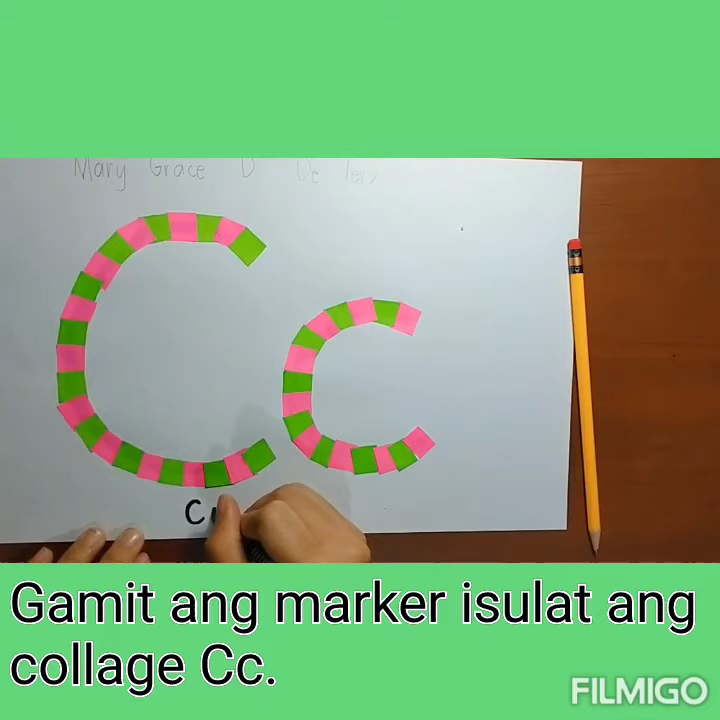 Mary Grace D
Cc
C
Gamit ang marker isulat ang
collage Cc.
FILMIGO